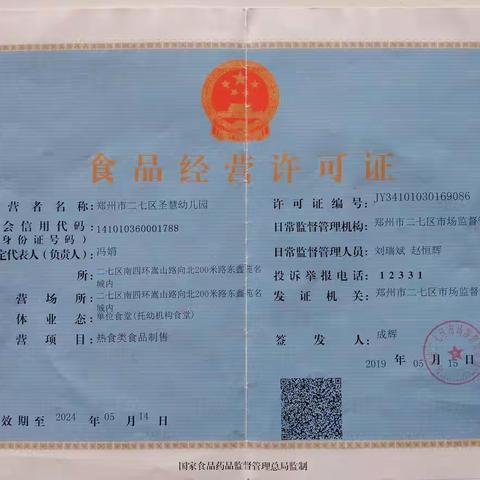 食品经营许可证
营者名称: 郑州市二七区圣慧幼儿园
会信用代码 141010360001788
身份证号码)
定代表人(负责人): 冯娟
所: 二七区南四环嵩山路向北200米路东鑫苑名
城内
营场所: 二七区南四环嵩山路向北200米路东鑫苑名
城内
体业态: 单位食堂(托幼机构食堂)
营项目: 热食类食品制售
效期至 2024 年 05 月 14 日
许可证编号: JY34101030169086
日常监督管理机构: 郑州市二七区市场监督
日常监督管理人员: 刘瑞斌 赵恒辉
投诉举报电话: 12331
发证机关: 郑州市二七区市场监督
签发人: 成辉
2019 年 05 月 15 日
国家食品药品监督管理总局监制